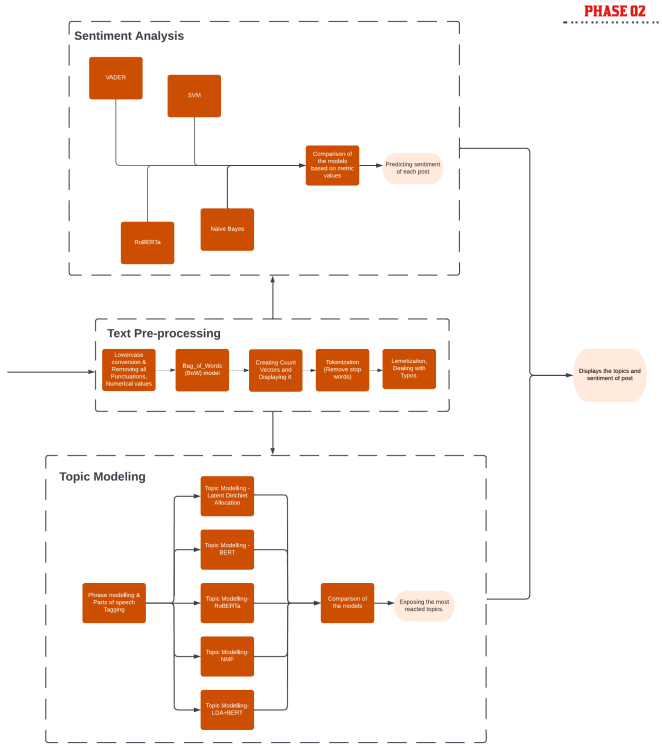 PHASE 02
Sentiment Analysis
VADER
SVM
Comparison of
the models
based on metric
values
Predicting sentiment
of each post
RoBERTa
Naive Bayes
Text Pre-processing
Lowercase
conversion &
Removing all
Punctuations,
Numerical values
Bag_of_Words
(BoW) model
Creating Count
Vectors and
Displaying it.
Tokenization
(Remove stop
words)
Lemetization,
Dealing with
Typos.
Displays the topics and
sentiment of post
Topic Modeling
Topic Modelling -
Latent Dirichlet
Allocation
Topic Modelling -
BERT
Phrase modelling &
Parts of speech
Tagging
Topic Modelling-
RoBERTa
Comparison of
the models
Exposing the most
reacted topics.
Topic Modelling-
NMF
Topic Modelling-
LDA+BERT